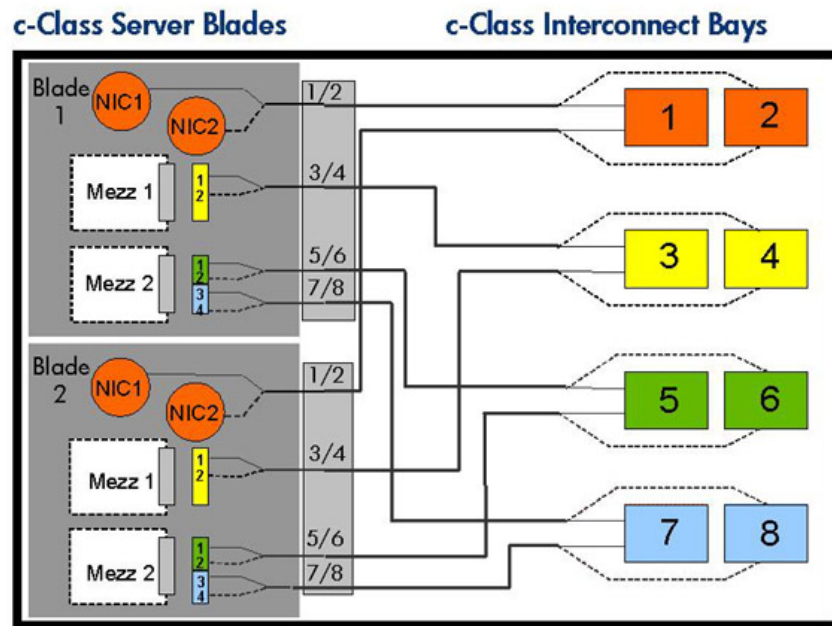 c-Class Server Blades
c-Class Interconnect Bays
Blade
1
NIC1
NIC2
1/2
Mezz 1
1
2
3/4
Mezz 2
1
2
3
4
5/6
7/8
Blade
2
NIC1
NIC2
1/2
Mezz 1
1
2
3/4
Mezz 2
1
2
3
4
5/6
7/8
1
2
3
4
5
6
7
8